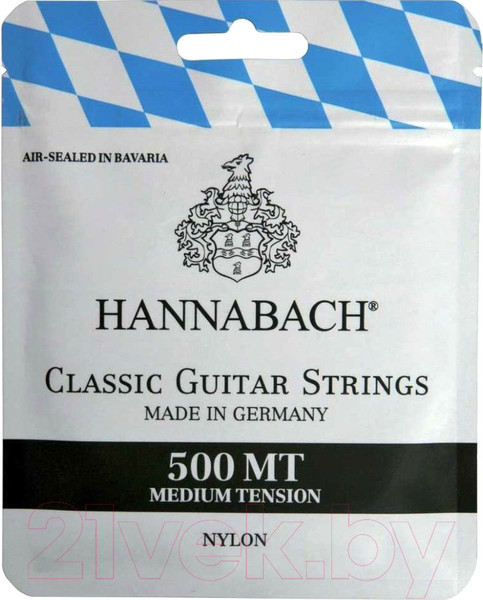 AIR-SEALED IN BAVARIA
HANNABACH®
CLASSIC GUITAR STRINGS
MADE IN GERMANY
500 MT
MEDIUM TENSION
NYLON
21vek.by